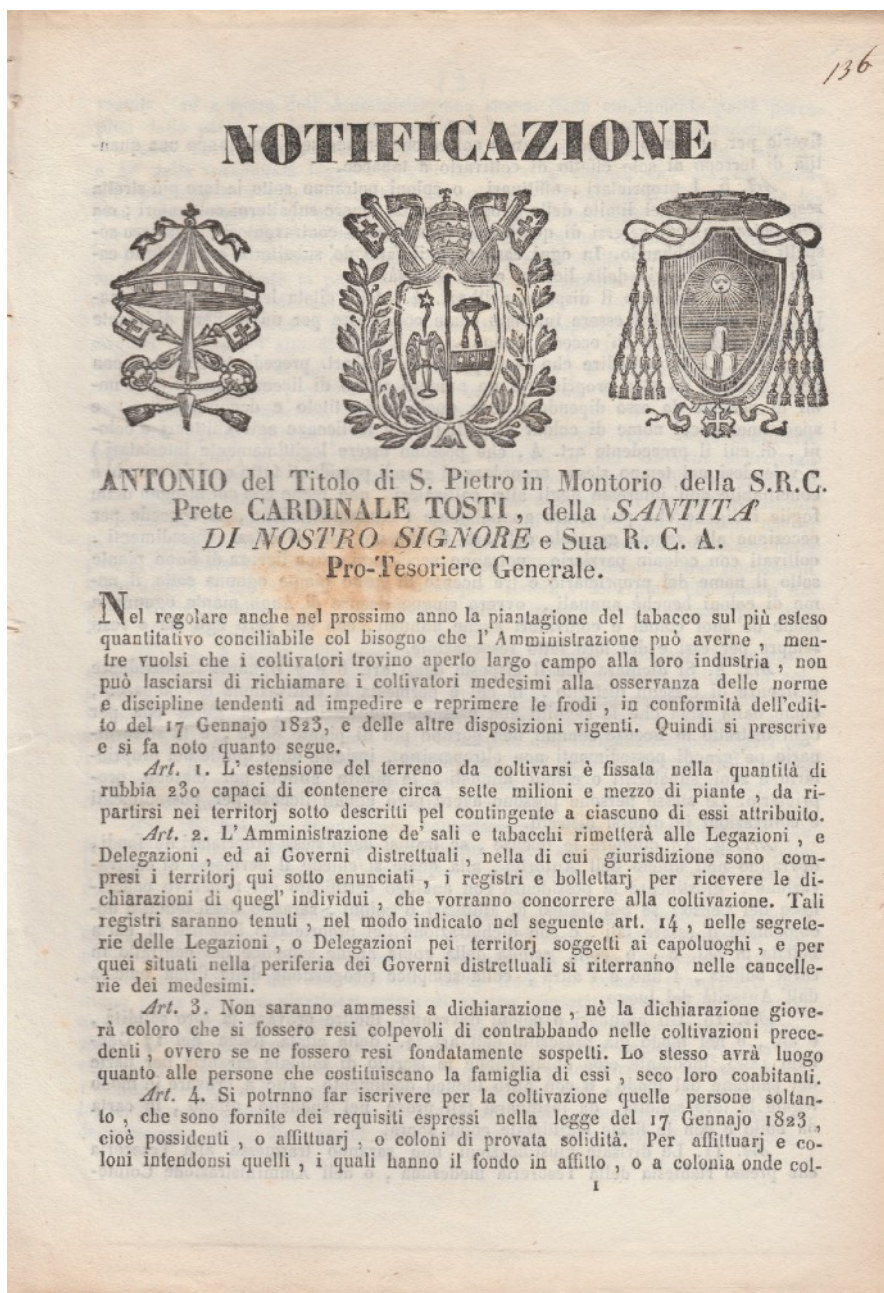 136
NOTIFICAZIONE
ANTONIO del Titolo di S. Pietro in Montorio della S.R.C.
Prete CARDINALE TOSTI , della SANTITA'
DI NOSTRO SIGNORE e Sua R. C. A.
Pro-Tesoriere Generale.
Nel regolare anche nel prossimo anno la piantagione del tabacco sul più esteso
quantitativo conciliabile col bisogno che l' Amministrazione può averne , men-
tre vuolsi che i coltivatori trovino aperto largo campo alla loro industria , non
può lasciarsi di richiamare i coltivatori medesimi alla osservanza delle norme
e discipline tendenti ad impedire e reprimere le frodi , in conformità dell'edit-
to del 17 Gennajo 1823, e delle altre disposizioni vigenti. Quindi si prescrive
e si fa noto quanto segue.
Art. 1. L' estensione del terreno da coltivarsi è fissata nella quantità di
rubbia 230 capaci di contenere circa sette milioni e mezzo di piante , da ri-
partirsi nei territorj sotto descritti pel contingente a ciascuno di essi attribuito.
Art. 2. L' Amministrazione de' sali e tabacchi rimetterà alle Legazioni , e
Delegazioni , ed ai Governi distrettuali , nella di cui giurisdizione sono com-
presi i territorj qui sotto enunciati , i registri e bollettarj per ricevere le di-
chiarazioni di quegl' individui , che vorranno concorrere alla coltivazione. Tali
registri saranno tenuti , nel modo indicato nel seguente art. 14 , nelle segrete-
rie delle Legazioni , o Delegazioni pei territorj soggetti ai capoluoghi , e per
quei situati nella periferia dei Governi distrettuali si riterranno nelle cancelle-
rie dei medesimi.
Art. 3. Non saranno ammessi a dichiarazione , nè la dichiarazione giove-
rà coloro che si fossero resi colpevoli di contrabbando nelle coltivazioni prece-
denti , ovvero se ne fossero resi fondatamente sospetti. Lo stesso avrà luogo
quanto alle persone che costituiscano la famiglia di essi , seco loro coabitanti.
Art. 4. Si potrnno far iscrivere per la coltivazione quelle persone soltan-
to , che sono fornite dei requisiti espressi nella legge del 17 Gennajo 1823 ,
cioè possidenti , o affittuarj , o coloni di provata solidità. Per affittuarj e co-
loni intendonsi quelli , i quali hanno il fondo in affitto , o a colonia onde col-
1